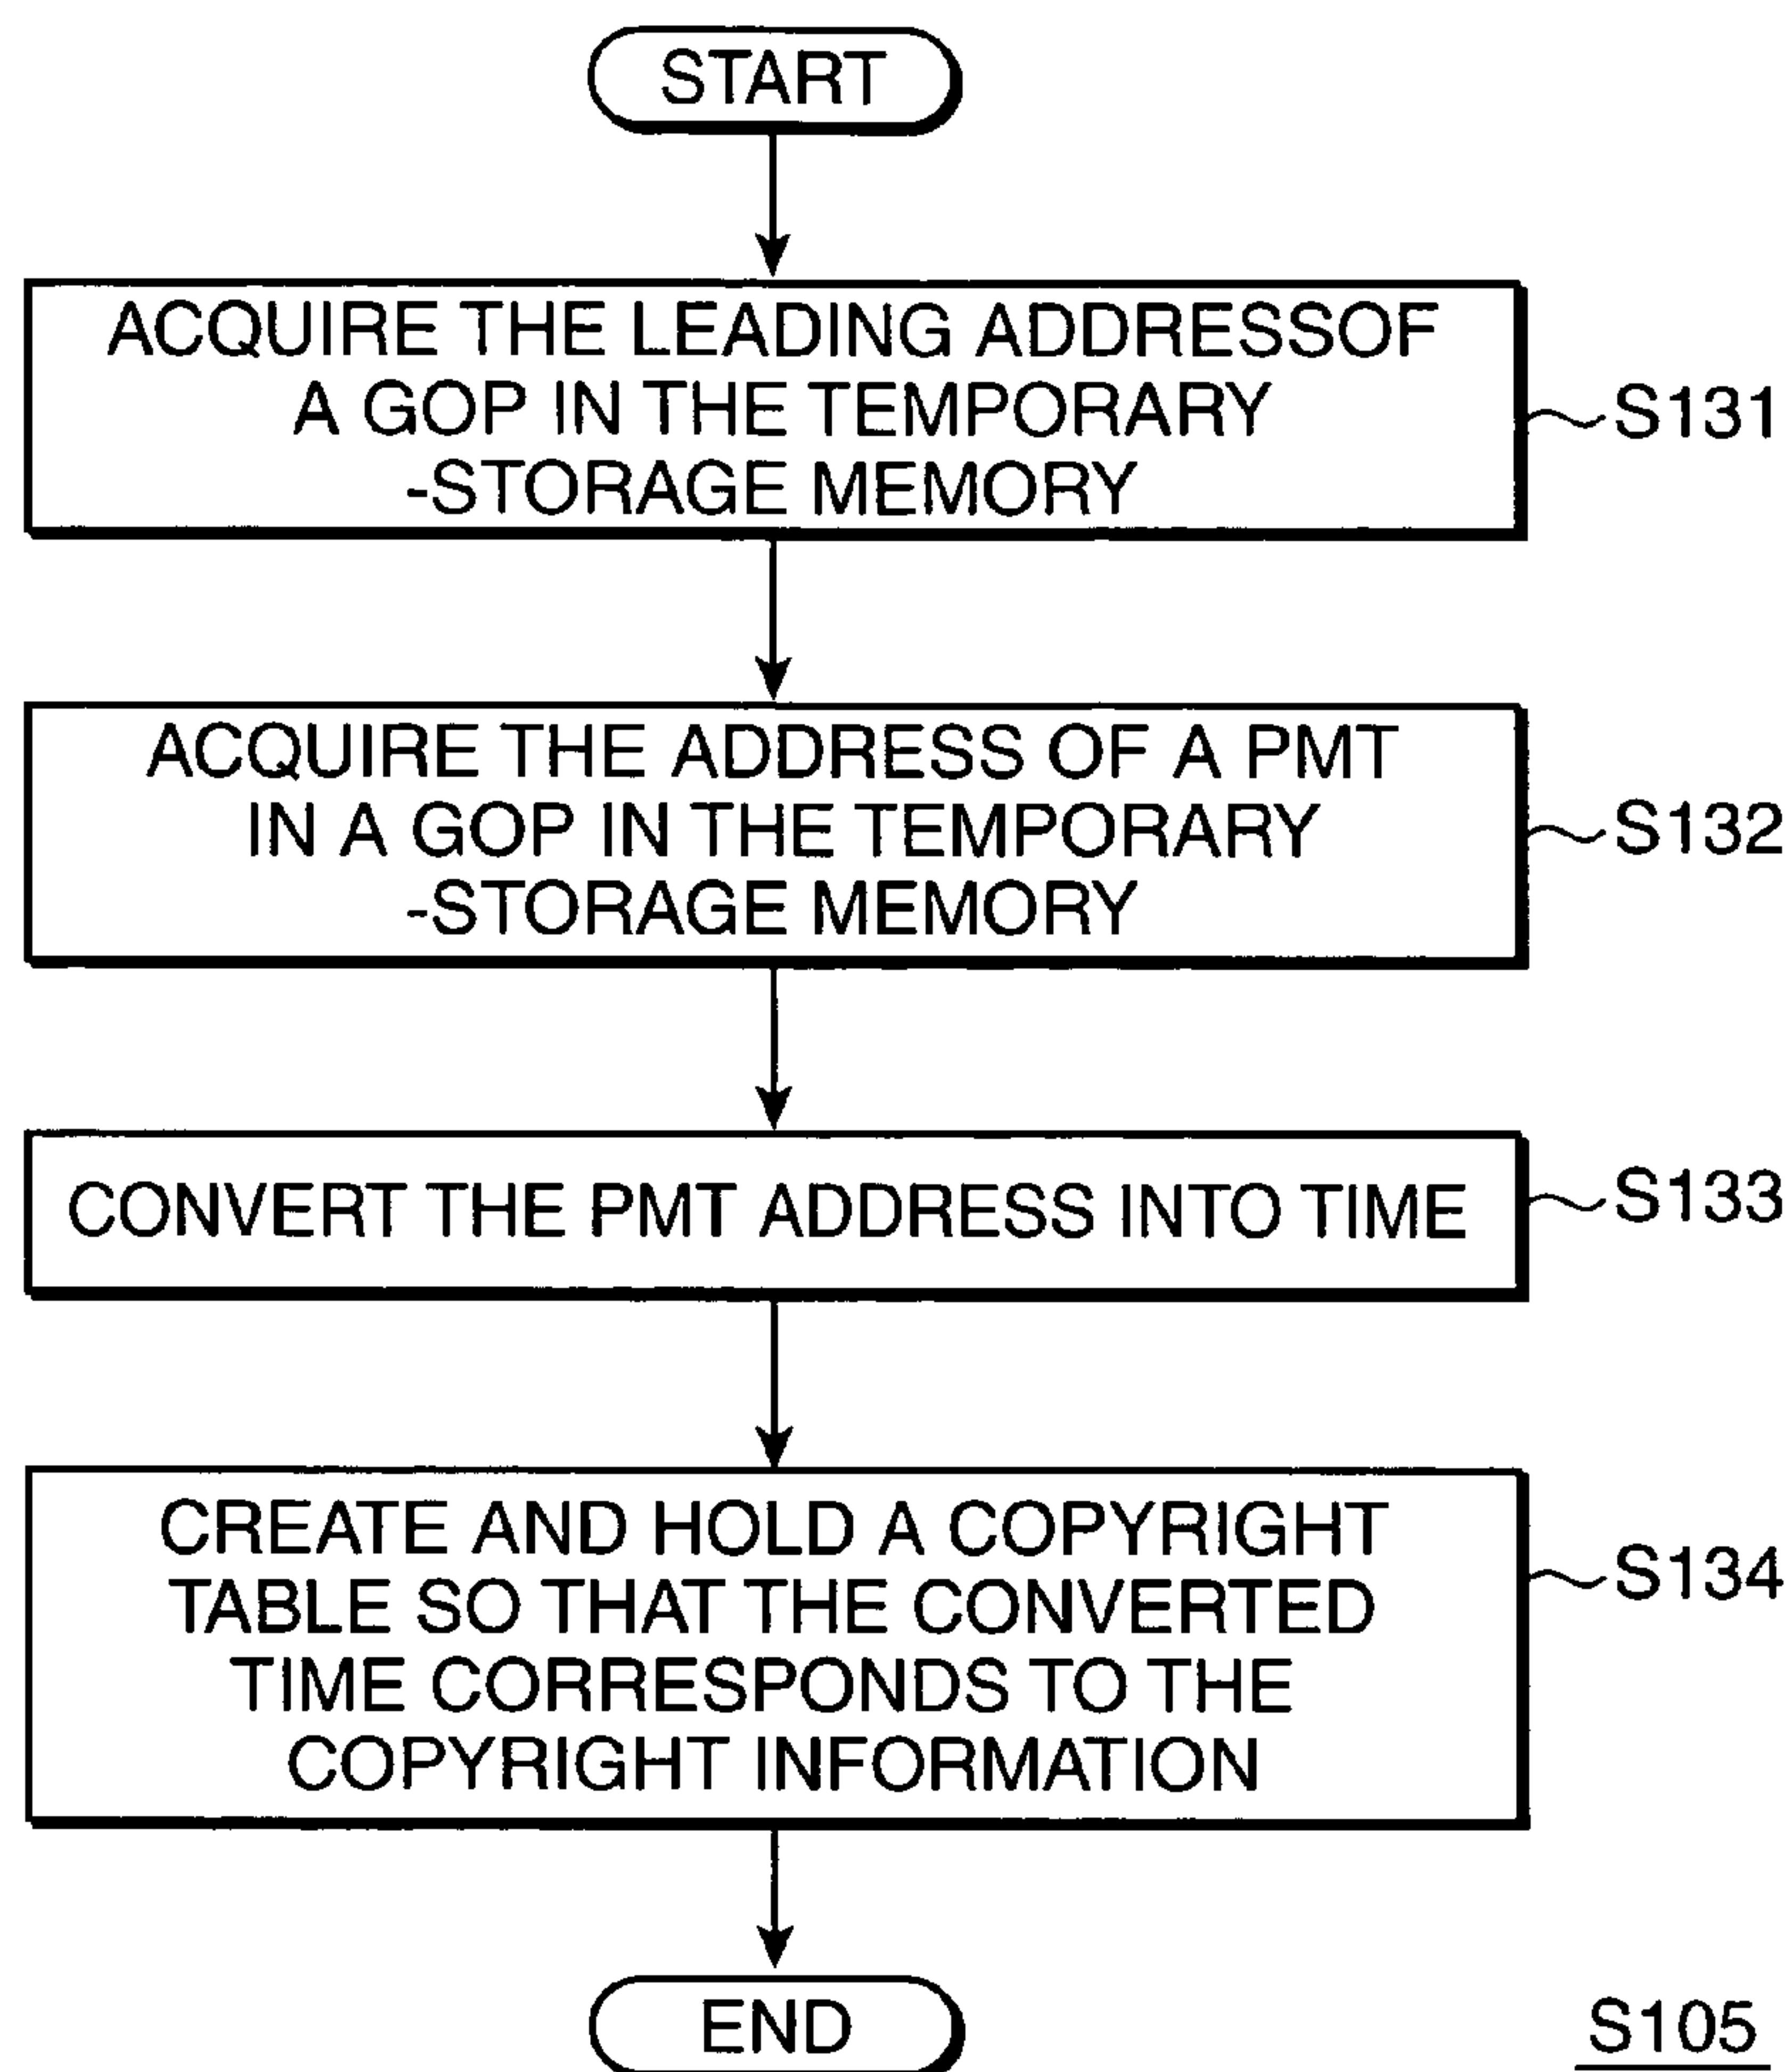 START
ACQUIRE THE LEADING ADDRESSOF
A GOP IN THE TEMPORARY
-STORAGE MEMORY
S131
ACQUIRE THE ADDRESS OF A PMT
IN A GOP IN THE TEMPORARY
-STORAGE MEMORY
S132
CONVERT THE PMT ADDRESS INTO TIME
S133
CREATE AND HOLD A COPYRIGHT
TABLE SO THAT THE CONVERTED
TIME CORRESPONDS TO THE
COPYRIGHT INFORMATION
S134
END
S105